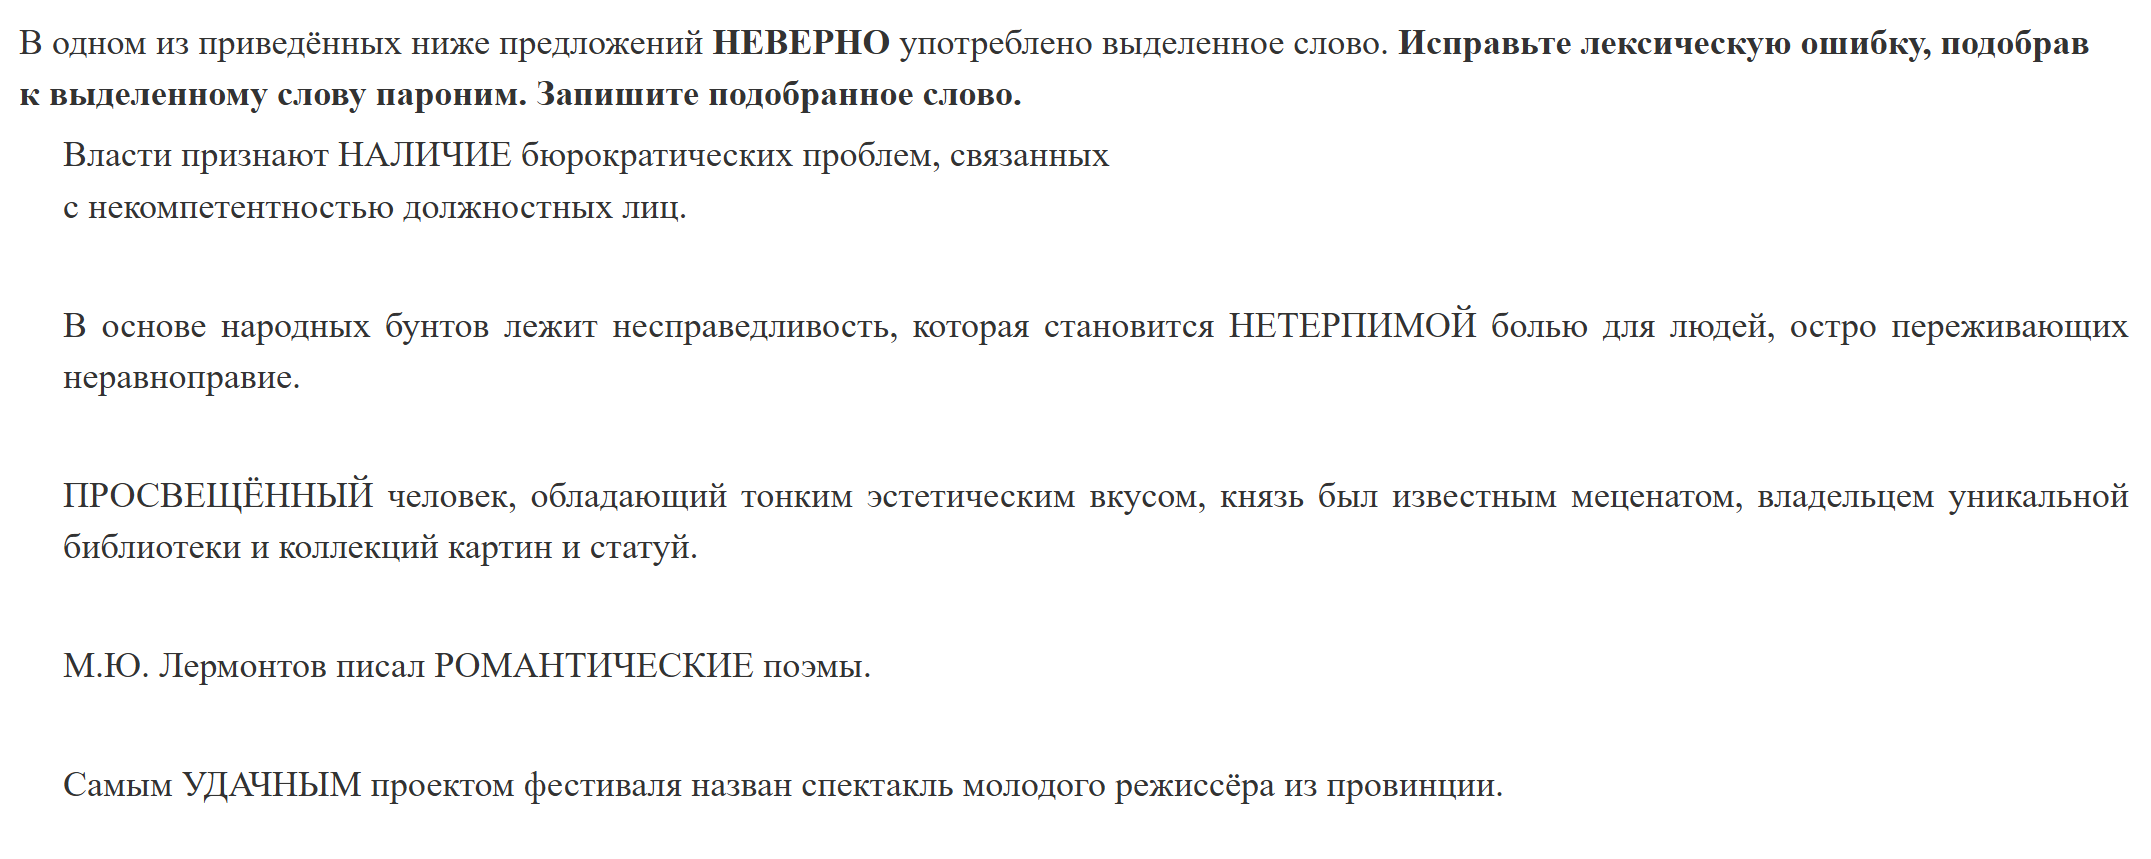 В одном из приведённых ниже предложений НЕВЕРНО употреблено выделенное слово. Исправьте лексическую ошибку, подобрав
к выделенному слову пароним. Запишите подобранное слово.
Власти признают НАЛИЧИЕ бюрократических проблем, связанных
с некомпетентностью должностных лиц.
В основе народных бунтов лежит несправедливость, которая становится НЕТЕРПИМОЙ болью для людей, остро переживающих
неравноправие.
ПРОСВЕЩЁННЫЙ человек, обладающий тонким эстетическим вкусом, князь был известным меценатом, владельцем уникальной
библиотеки и коллекций картин и статуй.
М.Ю. Лермонтов писал РОМАНТИЧЕСКИЕ поэмы.
Самым УДАЧНЫМ проектом фестиваля назван спектакль молодого режиссёра из провинции.